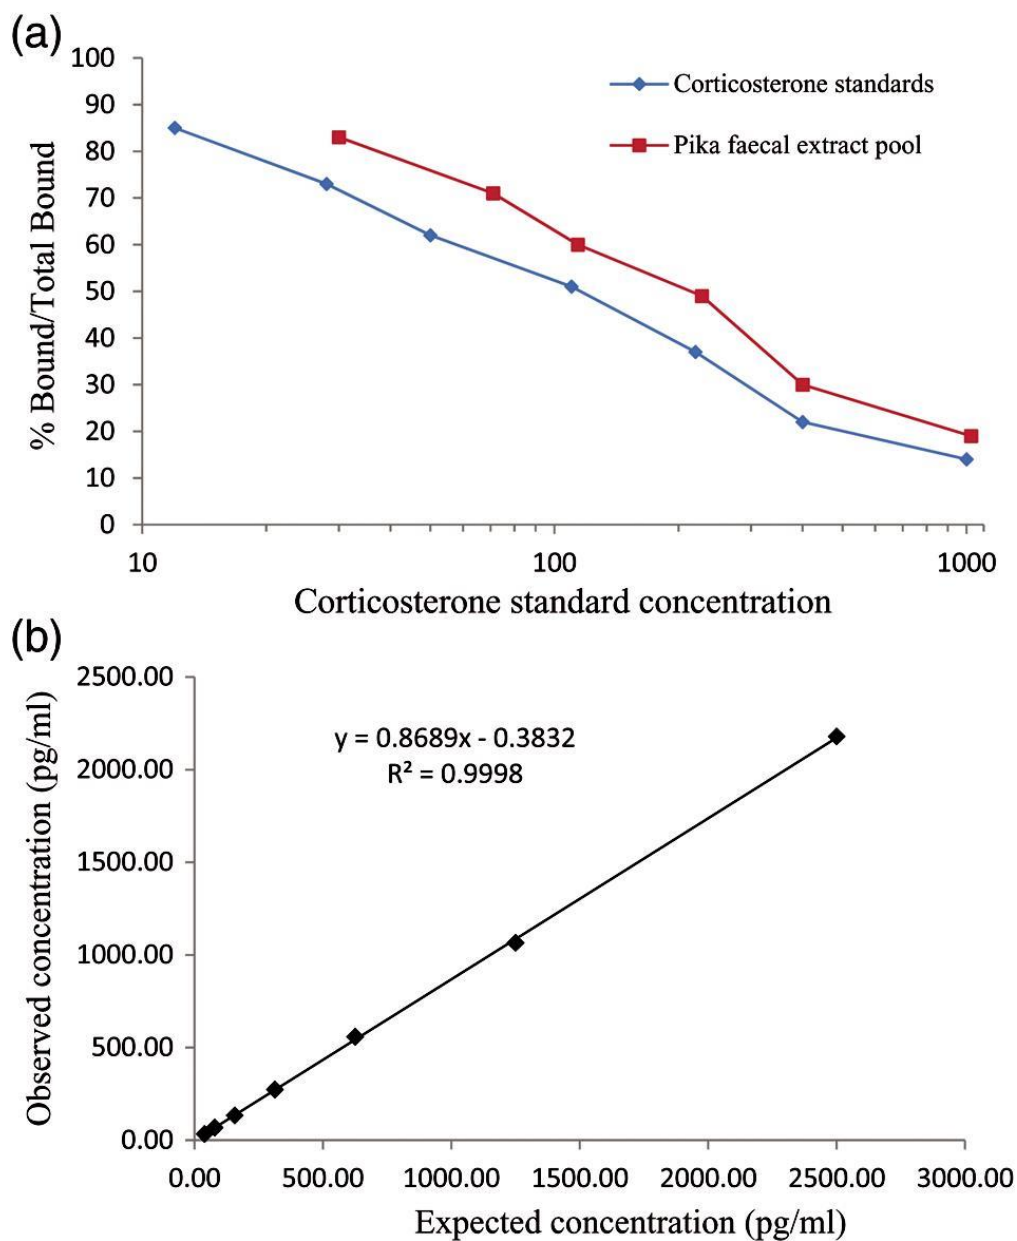 (a)
100
90
80
70
60
50
40
30
20
10
0
% Bound/Total Bound
Corticosterone standards
Pika faecal extract pool
10 100 1000
Corticosterone standard concentration
(b)
2500.00
2000.00
1500.00
1000.00
500.00
0.00
Observed concentration (pg/ml)
y = 0.8689x - 0.3832
R² = 0.9998
0.00 500.00 1000.00 1500.00 2000.00 2500.00 3000.00
Expected concentration (pg/ml)